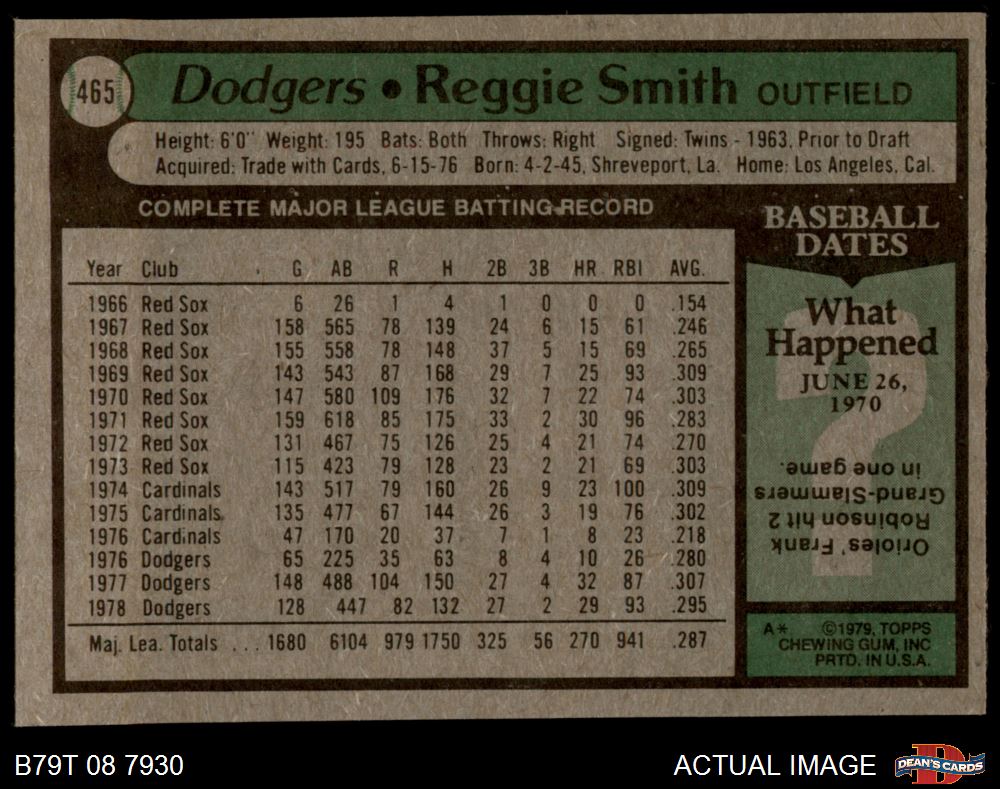 465
Dodgers • Reggie Smith OUTFIELD
Height: 6'0" Weight: 195 Bats: Both Throws: Right Signed: Twins - 1963, Prior to Draft
Acquired: Trade with Cards, 6-15-76 Born: 4-2-45, Shreveport, La. Home: Los Angeles, Cal.
COMPLETE MAJOR LEAGUE BATTING RECORD
Year Club G AB R H 2B 3B HR RBI AVG.
1966 Red Sox 6 26 1 4 1 0 0 0 .154
1967 Red Sox 158 565 78 139 24 6 15 61 .246
1968 Red Sox 155 558 78 148 37 5 15 69 .265
1969 Red Sox 143 543 87 168 29 7 25 93 .309
1970 Red Sox 147 580 109 176 32 7 22 74 .303
1971 Red Sox 159 618 85 175 33 2 30 96 .283
1972 Red Sox 131 467 75 126 25 4 21 74 .270
1973 Red Sox 115 423 79 128 23 2 21 69 .303
1974 Cardinals 143 517 79 160 26 9 23 100 .309
1975 Cardinals 135 477 67 144 26 3 19 76 .302
1976 Cardinals 47 170 20 37 7 1 8 23 .218
1976 Dodgers 65 225 35 63 8 4 10 26 .280
1977 Dodgers 148 488 104 150 27 4 32 87 .307
1978 Dodgers 128 447 82 132 27 2 29 93 .295
Maj. Lea. Totals ... 1680 6104 979 1750 325 56 270 941 .287
BASEBALL
DATES
What
Happened
JUNE 26,
1970
Orioles' Frank
Robinson hit 2
Grand-Slammers
in one game.
A* ©1979, TOPPS
CHEWING GUM, INC
PRTD. IN U.S.A.
B79T 08 7930
ACTUAL IMAGE
DEAN'S CARDS